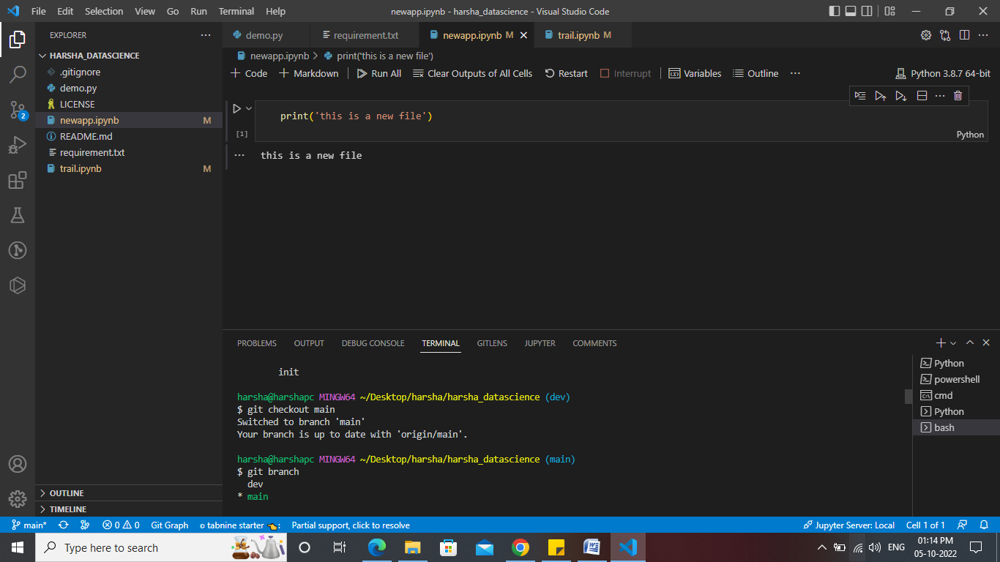 File Edit Selection View Go Run Terminal Help newapp.ipynb - harsha_datascience - Visual Studio Code
EXPLORER
HARSHA_DATASCIENCE
.gitignore
demo.py
LICENSE
newapp.ipynb M
README.md
requirement.txt
trail.ipynb M
OUTLINE
TIMELINE
2
demo.py requirement.txt newapp.ipynb M trail.ipynb M
newapp.ipynb > print('this is a new file')
+ Code + Markdown Run All Clear Outputs of All Cells Restart Interrupt Variables Outline ... Python 3.8.7 64-bit
print('this is a new file')
[1] Python
this is a new file
PROBLEMS OUTPUT DEBUG CONSOLE TERMINAL GITLENS JUPYTER COMMENTS
init
harsha@harshapc MINGW64 ~/Desktop/harsha/harsha_datascience (dev)
$ git checkout main
Switched to branch 'main'
Your branch is up to date with 'origin/main'.
harsha@harshapc MINGW64 ~/Desktop/harsha/harsha_datascience (main)
$ git branch
dev
* main
Python
powershell
cmd
Python
bash
main* 0 0 Git Graph tabnine starter : Partial support, click to resolve Jupyter Server: Local Cell 1 of 1
Type here to search ENG 01:14 PM
05-10-2022